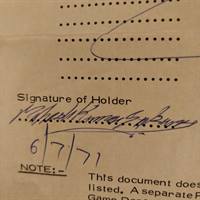 Signature of Holder
6/7/71
NOTE:-
This document does
listed. A separate
Game